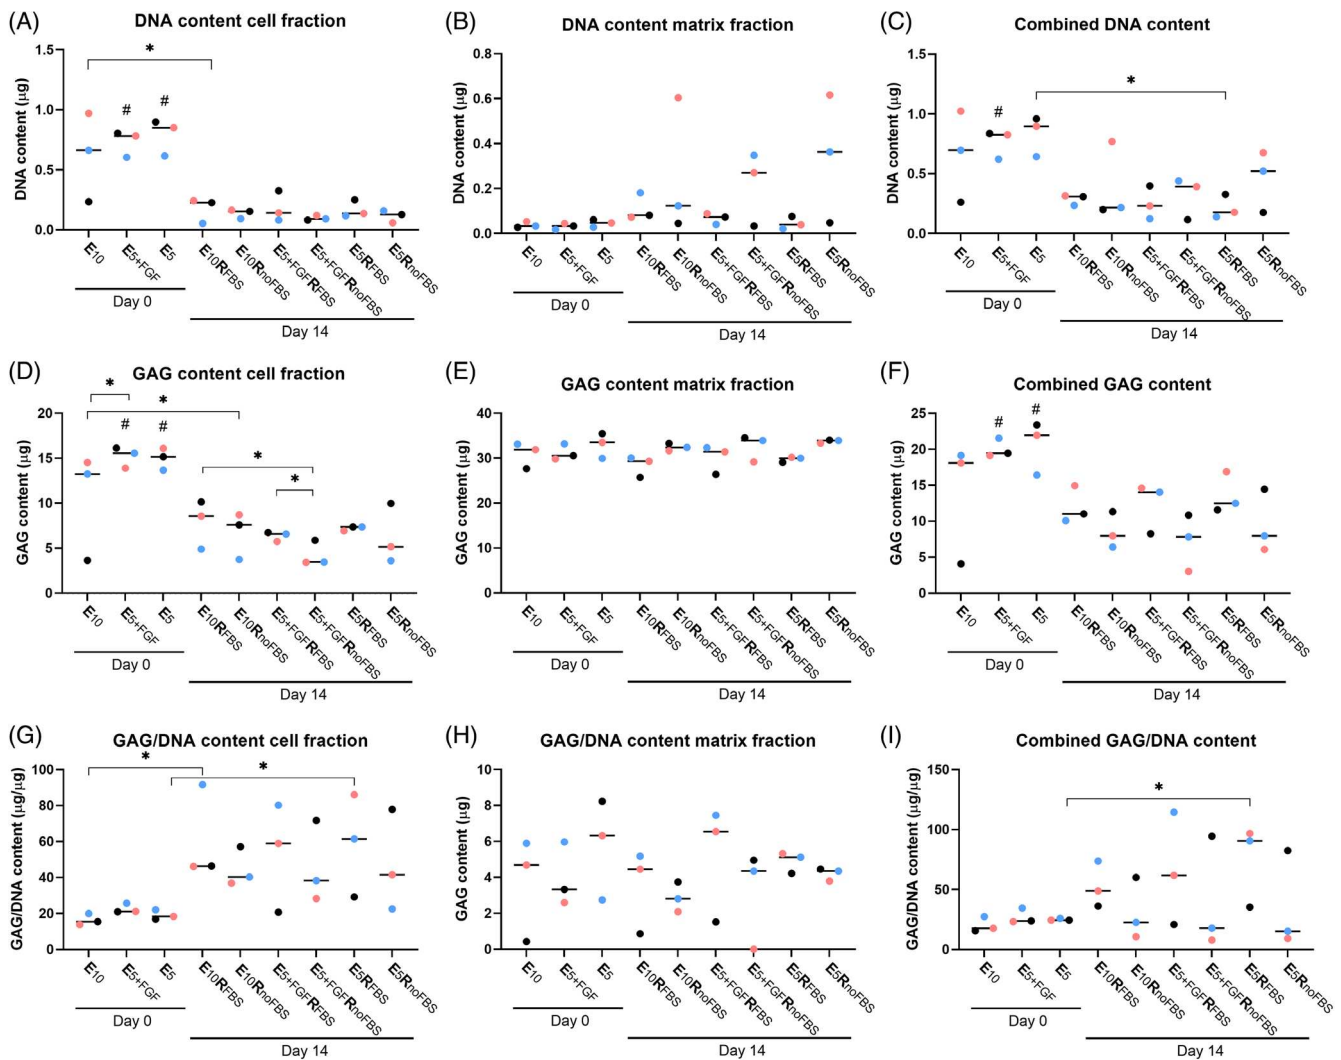 (A) DNA content cell fraction
DNA content (μg)
1.5
1.0
0.5
0.0
*
# #
E10 E5+FGF E5 E10RFBS E10RnoFBS E5+FGFRFBS E5+FGFRnoFBS E5RFBS E5RnoFBS
Day 0
Day 14
(B) DNA content matrix fraction
DNA content (μg)
0.8
0.6
0.4
0.2
0.0
E10 E5+FGF E5 E10RFBS E10RnoFBS E5+FGFRFBS E5+FGFRnoFBS E5RFBS E5RnoFBS
Day 0
Day 14
(C) Combined DNA content
DNA content (μg)
1.5
1.0
0.5
0.0
*
#
E10 E5+FGF E5 E10RFBS E10RnoFBS E5+FGFRFBS E5+FGFRnoFBS E5RFBS E5RnoFBS
Day 0
Day 14
(D) GAG content cell fraction
GAG content (μg)
20
15
10
5
0
* *
# #
* *
E10 E5+FGF E5 E10RFBS E10RnoFBS E5+FGFRFBS E5+FGFRnoFBS E5RFBS E5RnoFBS
Day 0
Day 14
(E) GAG content matrix fraction
GAG content (μg)
40
30
20
10
0
E10 E5+FGF E5 E10RFBS E10RnoFBS E5+FGFRFBS E5+FGFRnoFBS E5RFBS E5RnoFBS
Day 0
Day 14
(F) Combined GAG content
GAG content (μg)
25
20
15
10
5
0
# #
E10 E5+FGF E5 E10RFBS E10RnoFBS E5+FGFRFBS E5+FGFRnoFBS E5RFBS E5RnoFBS
Day 0
Day 14
(G) GAG/DNA content cell fraction
GAG/DNA content (μg/μg)
100
80
60
40
20
0
* *
E10 E5+FGF E5 E10RFBS E10RnoFBS E5+FGFRFBS E5+FGFRnoFBS E5RFBS E5RnoFBS
Day 0
Day 14
(H) GAG/DNA content matrix fraction
GAG content (μg)
10
8
6
4
2
0
E10 E5+FGF E5 E10RFBS E10RnoFBS E5+FGFRFBS E5+FGFRnoFBS E5RFBS E5RnoFBS
Day 0
Day 14
(I) Combined GAG/DNA content
GAG/DNA content (μg/μg)
150
100
50
0
*
E10 E5+FGF E5 E10RFBS E10RnoFBS E5+FGFRFBS E5+FGFRnoFBS E5RFBS E5RnoFBS
Day 0
Day 14